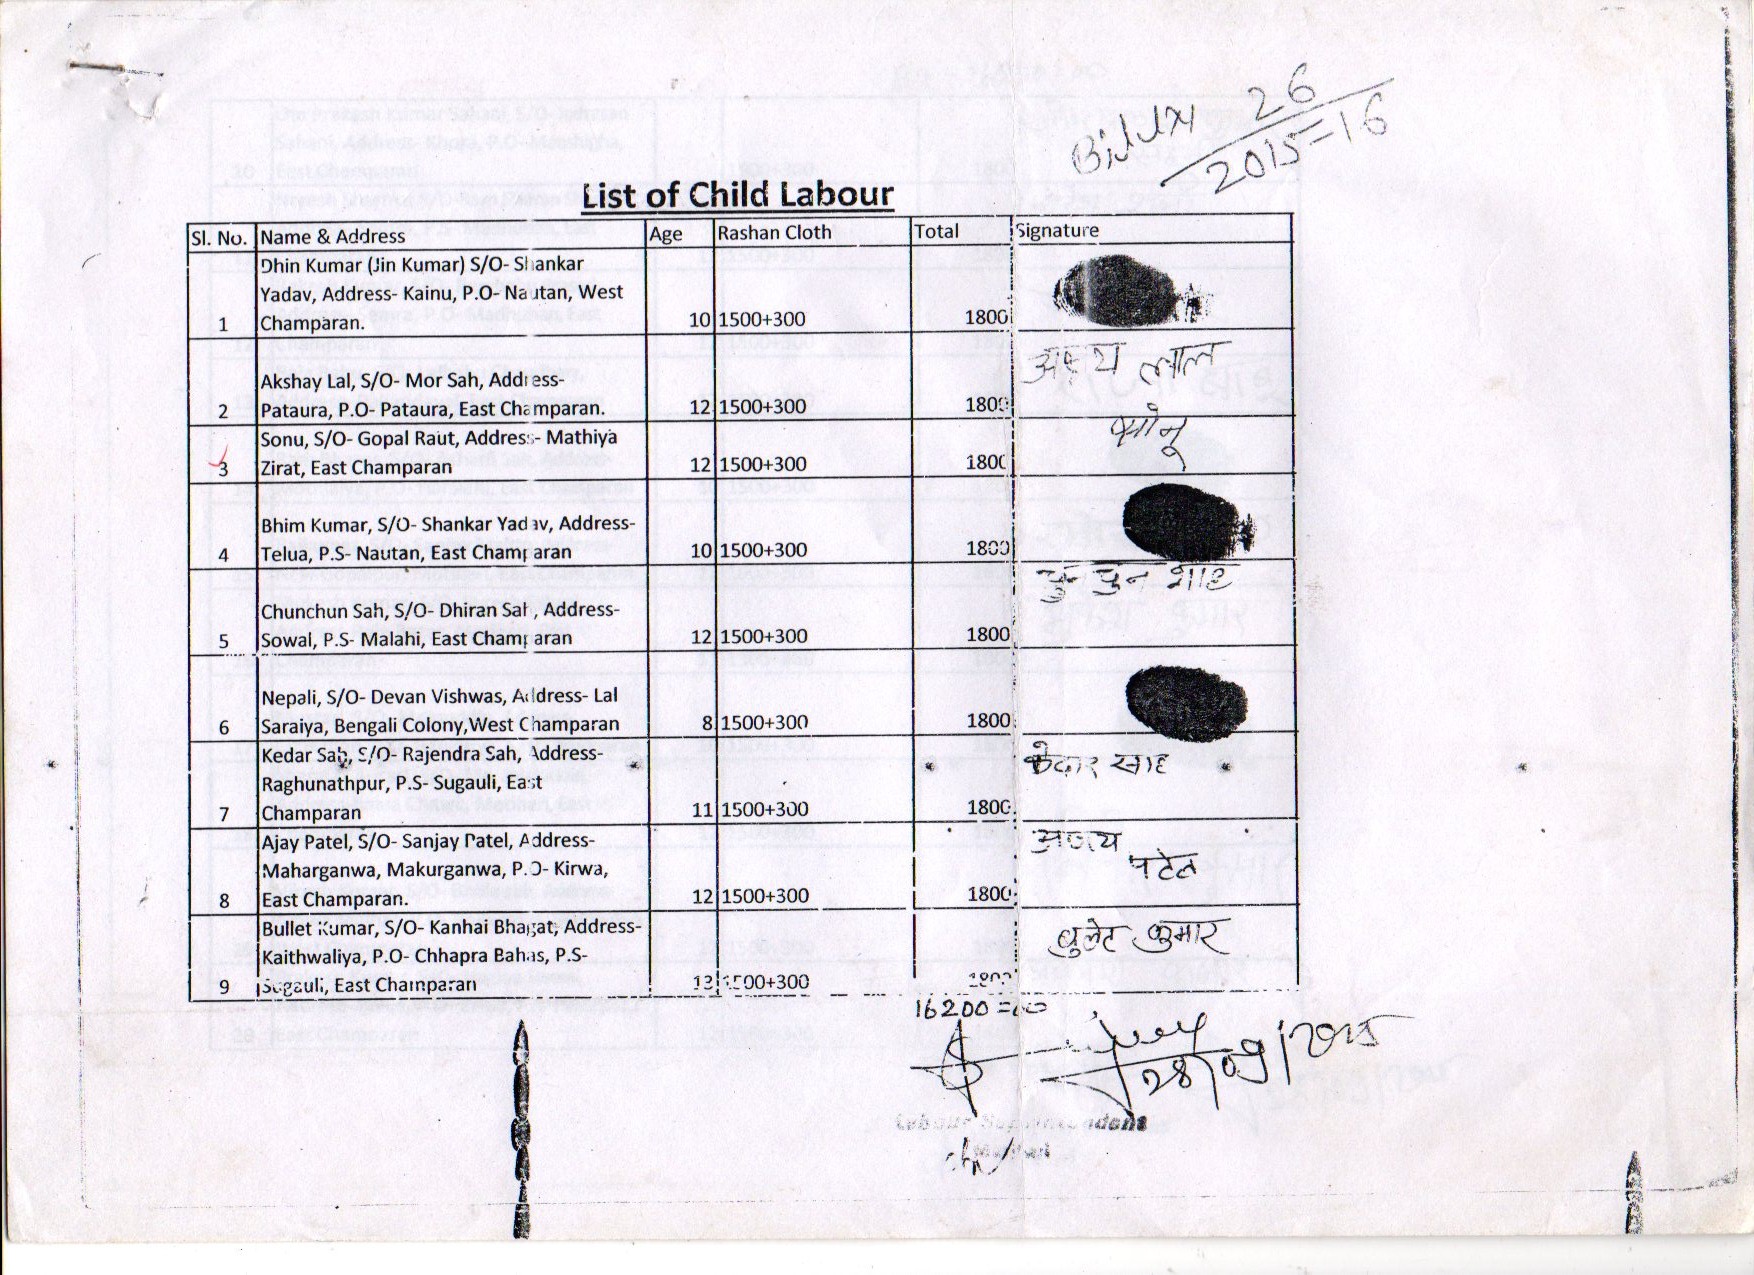 26
2015=16
List of Child Labour
Sl. No. Name & Address Age Rashan Cloth Total Signature
Dhin Kumar (Jin Kumar) S/O- Shankar
Yadav, Address- Kainu, P.O- Nautan, West
1 Champaran. 10 1500+300 1800
Akshay Lal, S/O- Mor Sah, Address-
2 Pataura, P.O- Pataura, East Champaran. 12 1500+300 1800
अक्षय लाल
Sonu, S/O- Gopal Raut, Address- Mathiya
3 Zirat, East Champaran 12 1500+300 1800
सोनू
Bhim Kumar, S/O- Shankar Yadav, Address-
4 Telua, P.S- Nautan, East Champaran 10 1500+300 1800
Chunchun Sah, S/O- Dhiran Sah, Address-
5 Sowal, P.S- Malahi, East Champaran 12 1500+300 1800
चुनचुन शाह
Nepali, S/O- Devan Vishwas, Address- Lal
6 Saraiya, Bengali Colony,West Champaran 8 1500+300 1800
Kedar Sah, S/O- Rajendra Sah, Address-
Raghunathpur, P.S- Sugauli, East
7 Champaran 11 1500+300 1800
केदार साह
Ajay Patel, S/O- Sanjay Patel, Address-
Maharganwa, Makurganwa, P.O- Kirwa,
8 East Champaran. 12 1500+300 1800
अजय
पटेल
Bullet Kumar, S/O- Kanhai Bhagat, Address-
Kaithwaliya, P.O- Chhapra Bahas, P.S-
9 Sugauli, East Champaran 13 1500+300 1800
बुलेट कुमार
16200=00
28/09/2015
Labour Superintendent